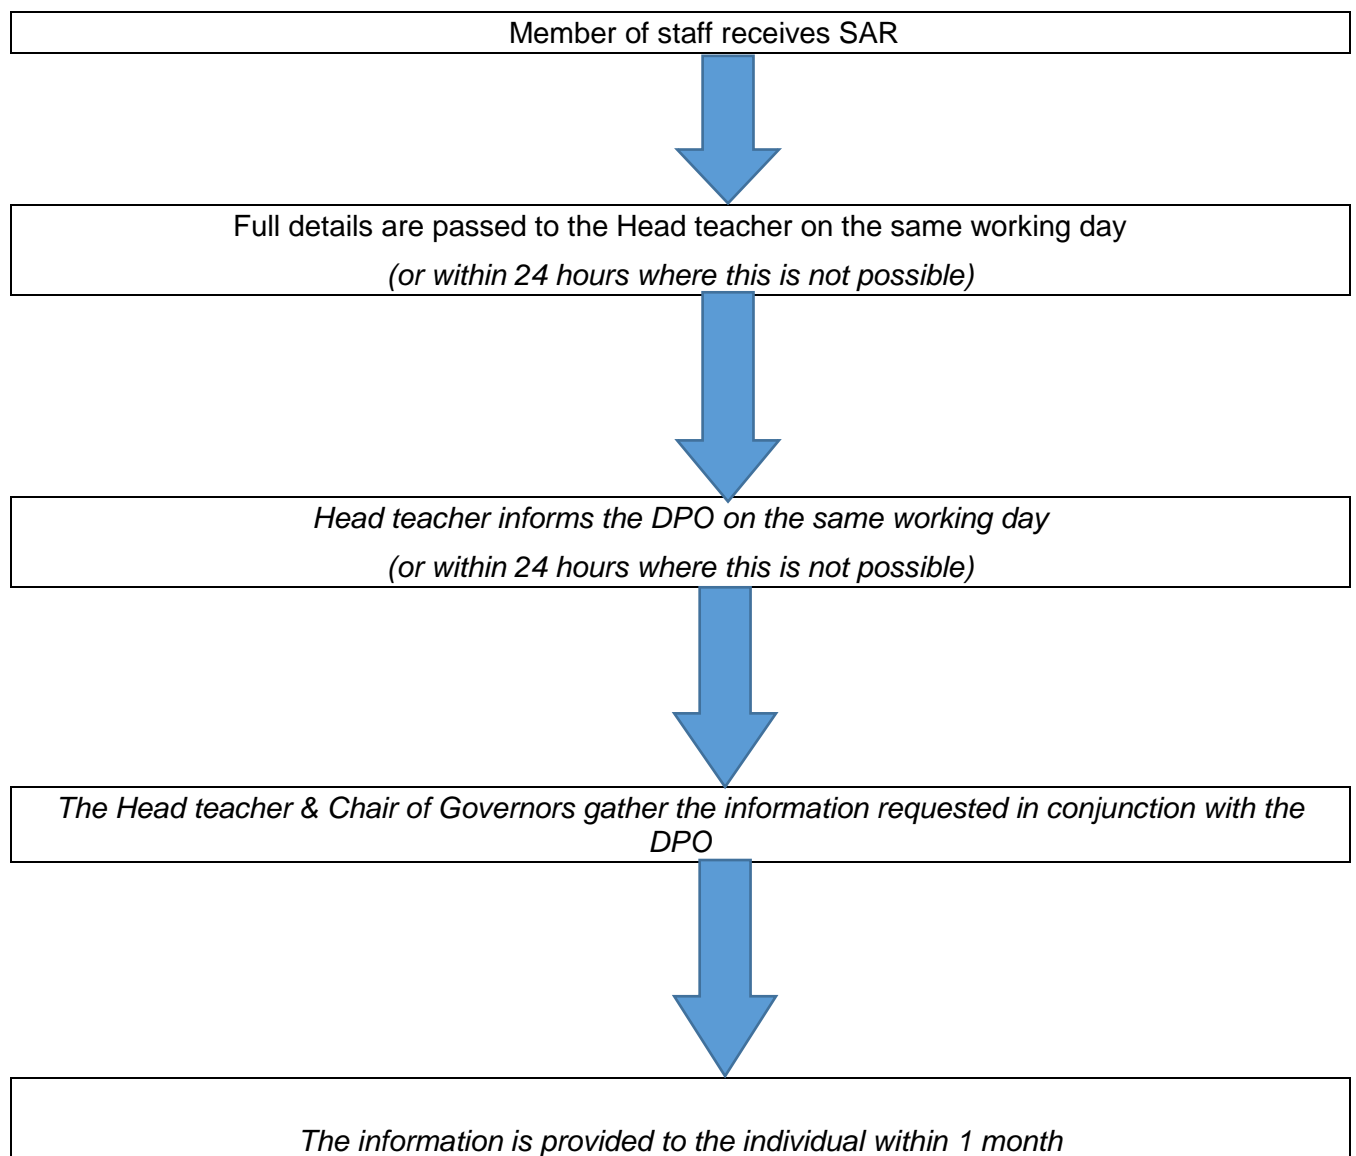 Member of staff receives SAR
Full details are passed to the Head teacher on the same working day
(or within 24 hours where this is not possible)
Head teacher informs the DPO on the same working day
(or within 24 hours where this is not possible)
The Head teacher & Chair of Governors gather the information requested in conjunction with the
DPO
The information is provided to the individual within 1 month